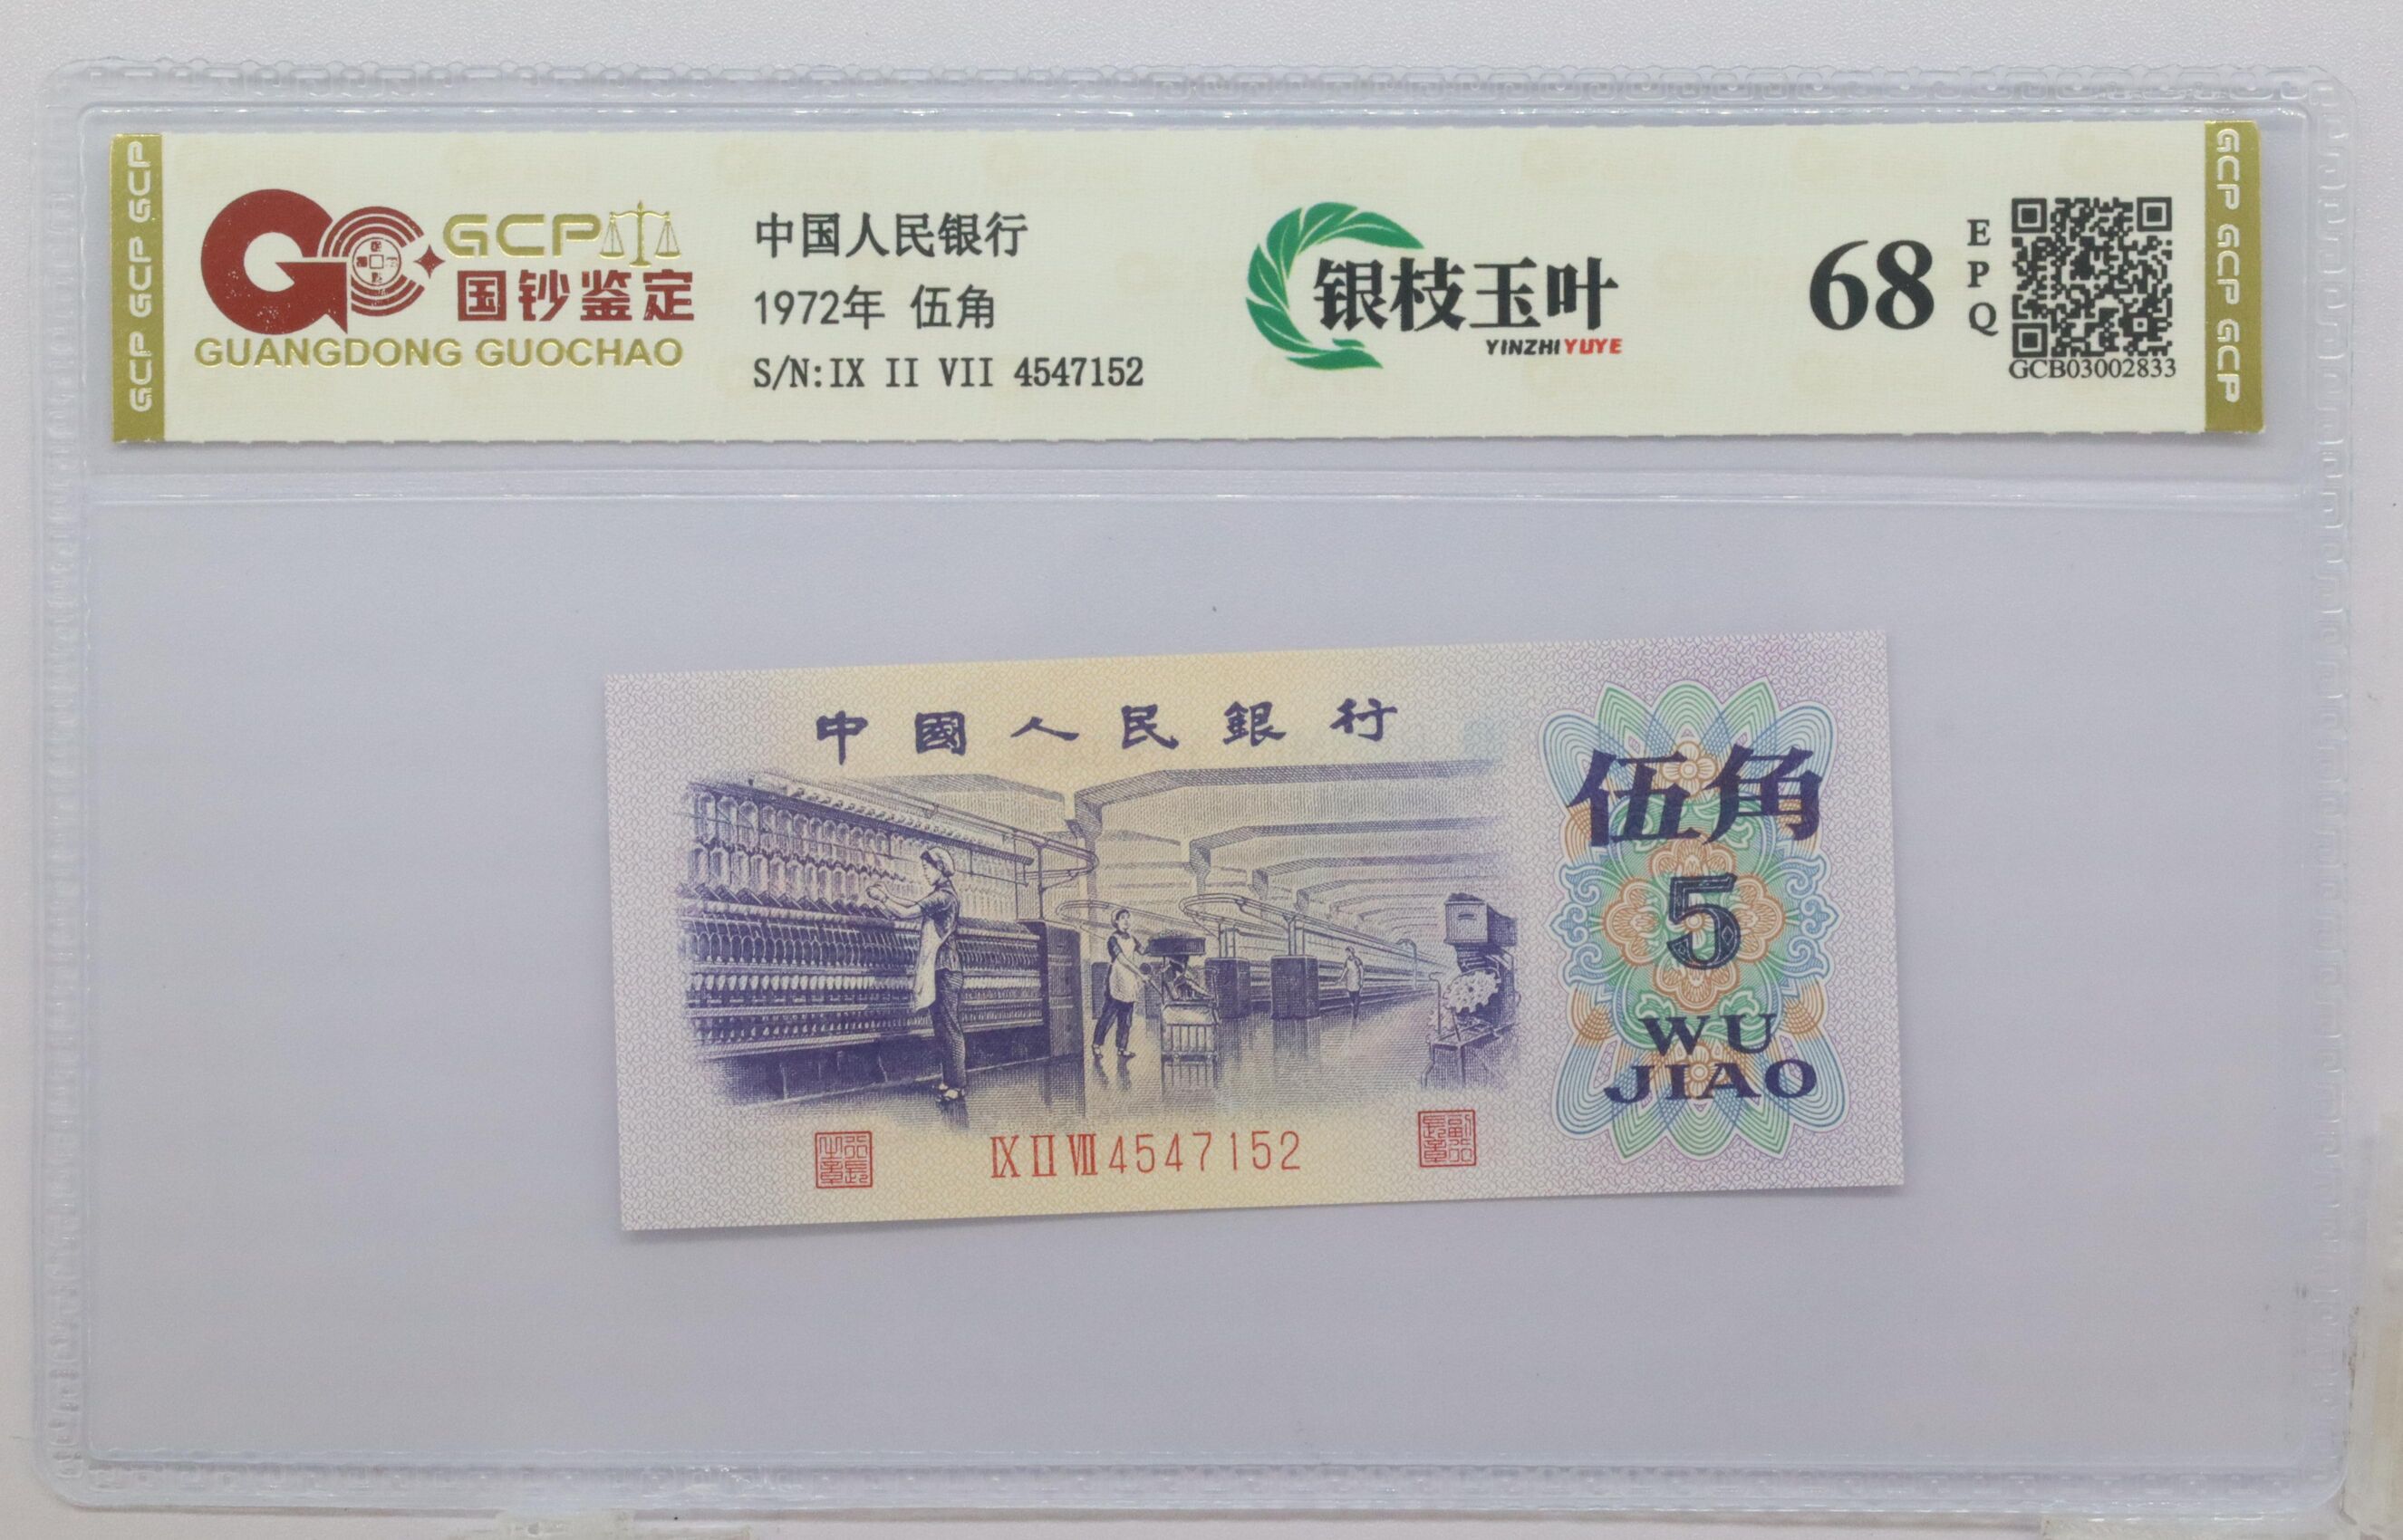 GCP GCP GCP
GCP
国钞鉴定
GUANGDONG GUOCHAO
中国人民银行
1972年 伍角
S/N:IX II VII 4547152
银枝玉叶
YINZHIYUYE
68
EPQ
GCB03002833
GCP GCP GCP
中國人民銀行
伍角
5
WU
JIAO
IX II VII 4547152